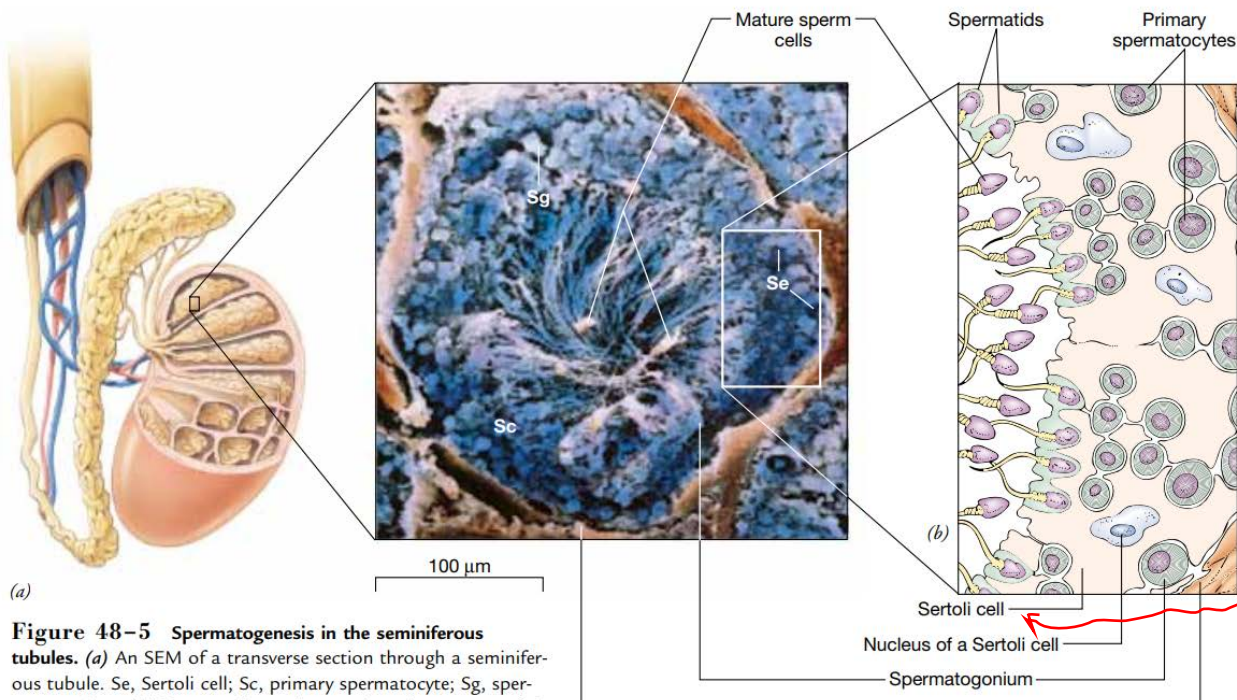 Mature sperm
cells
Spermatids
Primary
spermatocytes
Sg
Se
Sc
(b)
100 μm
(a)
Sertoli cell
Nucleus of a Sertoli cell
Spermatogonium
Figure 48–5 Spermatogenesis in the seminiferous
tubules. (a) An SEM of a transverse section through a seminifer-
ous tubule. Se, Sertoli cell; Sc, primary spermatocyte; Sg, sper-